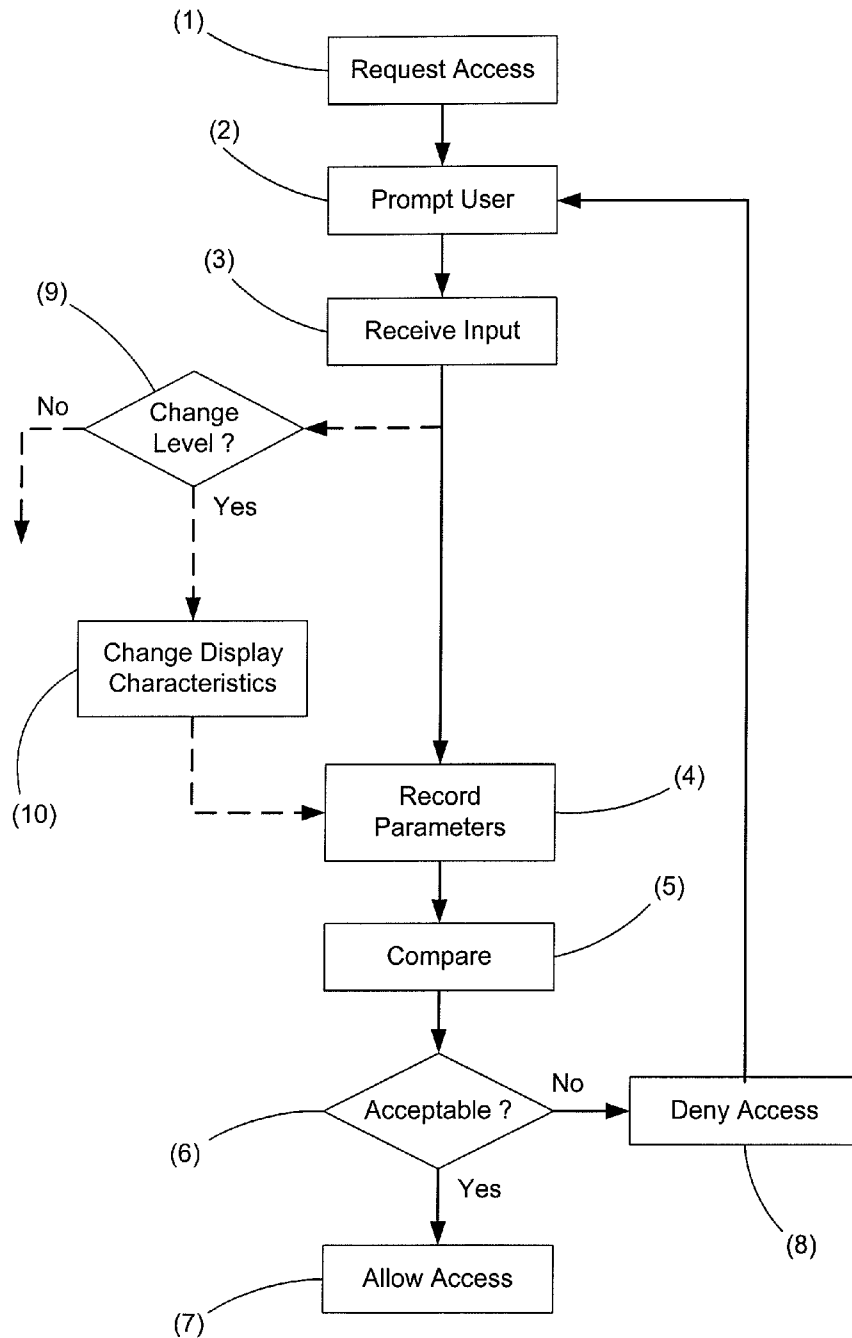 (1)
Request Access
(2)
Prompt User
(3)
Receive Input
(9)
No
Change
Level ?
Yes
Change Display
Characteristics
(10)
Record
Parameters
(4)
(5)
Compare
No
Acceptable ?
Deny Access
(6)
Yes
(8)
Allow Access
(7)